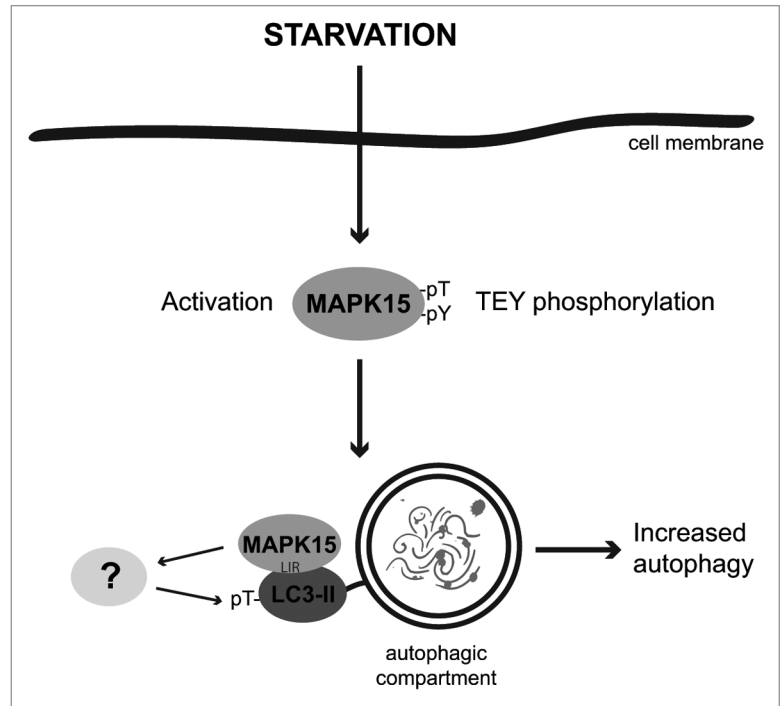 STARVATION
cell membrane
Activation
MAPK15
-pT
-pY
TEY phosphorylation
MAPK15
LIR
?
pT-
LC3-II
Increased
autophagy
autophagic
compartment